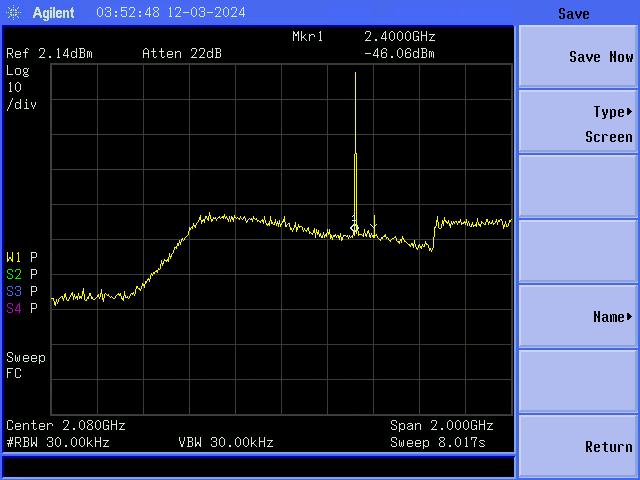 Agilent 03:52:48 12-03-2024 Save
Mkr1 2.4000GHz
Ref 2.14dBm Atten 22dB -46.06dBm
Log
10
/div
1
W1 P
S2 P
S3 P
S4 P
Sweep
FC
Center 2.080GHz Span 2.000GHz
#RBW 30.00kHz VBW 30.00kHz Sweep 8.017s
Save Now
Type
Screen
Name
Return